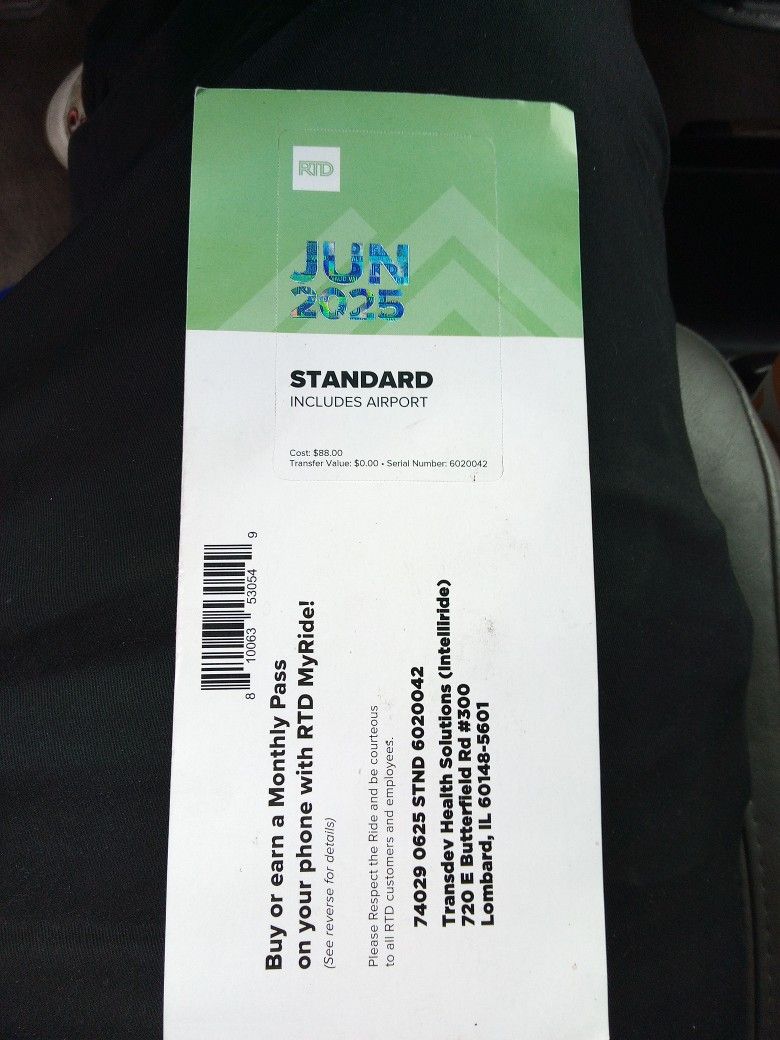 RTD
JUN
2025
STANDARD
INCLUDES AIRPORT
Cost: $88.00
Transfer Value: $0.00 • Serial Number: 6020042
8 10063 53054 9
Buy or earn a Monthly Pass
on your phone with RTD MyRide!
(See reverse for details)
Please Respect the Ride and be courteous
to all RTD customers and employees.
74029 0625 STND 6020042
Transdev Health Solutions (Intelliride)
720 E Butterfield Rd #300
Lombard, IL 60148-5601